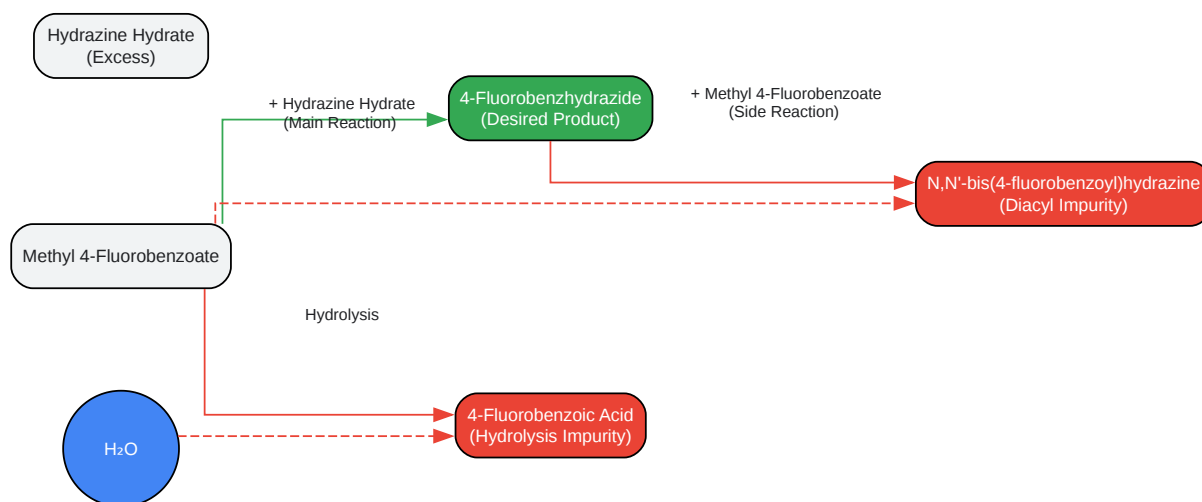 Hydrazine Hydrate
(Excess)
+ Hydrazine Hydrate
(Main Reaction)
4-Fluorobenzhydrazide
(Desired Product)
+ Methyl 4-Fluorobenzoate
(Side Reaction)
N,N'-bis(4-fluorobenzoyl)hydrazine
(Diacyl Impurity)
Methyl 4-Fluorobenzoate
Hydrolysis
4-Fluorobenzoic Acid
(Hydrolysis Impurity)
H₂O